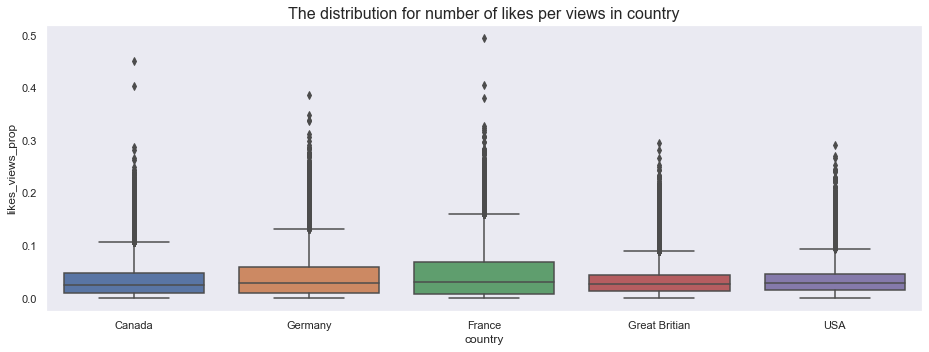 The distribution for number of likes per views in country
0.5
0.4
0.3
0.2
0.1
0.0
likes_views_prop
Canada
Germany
France
Great Britian
USA
country